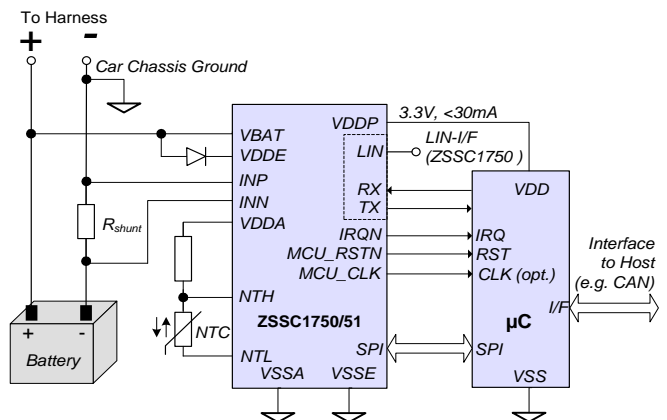 To Harness
+ -
Car Chassis Ground
VBAT
VDDE
INP
INN
VDDA
NTH
NTL
VSSA
VSSE
VDDP
LIN
RX
TX
IRQN
MCU_RSTN
MCU_CLK
SPI
ZSSC1750/51
Rshunt
NTC
+ -
Battery
3.3V, <30mA
LIN-I/F
(ZSSC1750 )
VDD
IRQ
RST
CLK (opt.)
I/F
µC
SPI
VSS
Interface
to Host
(e.g. CAN)